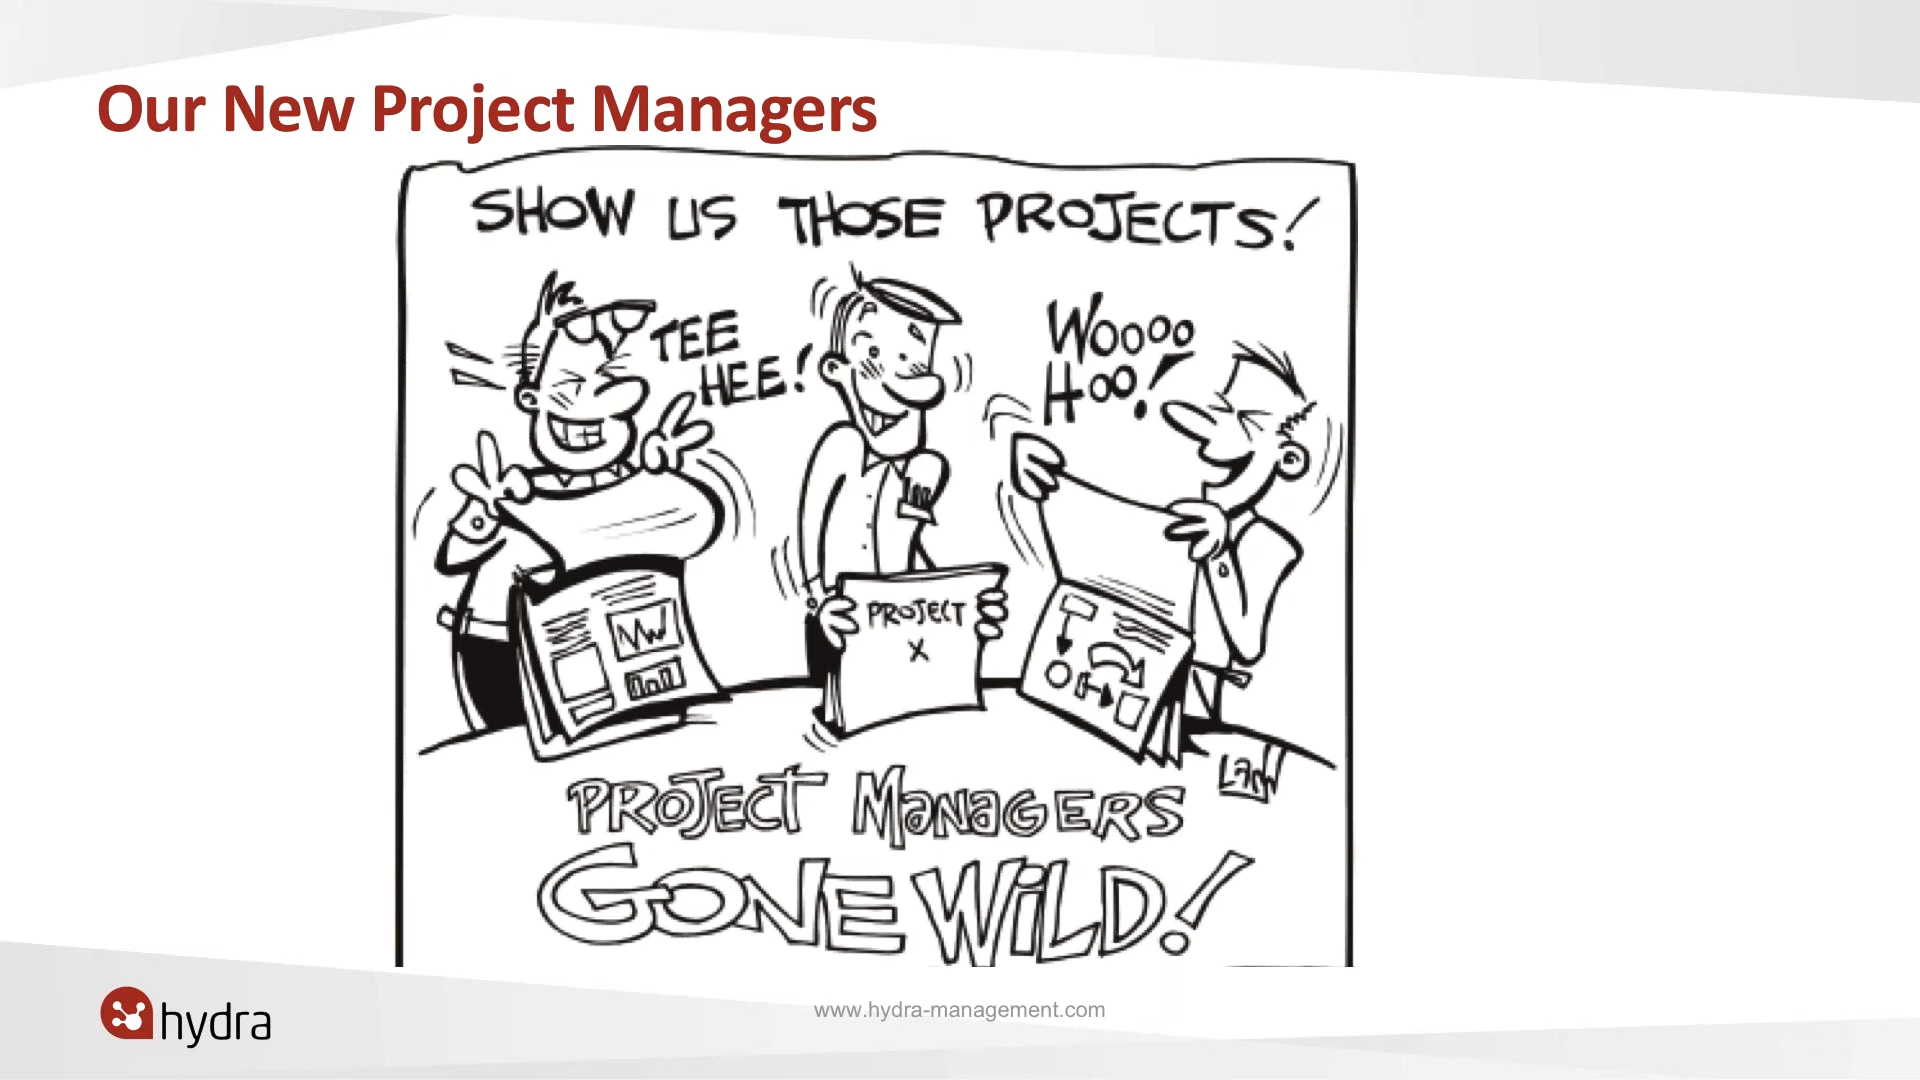 Our New Project Managers
SHOW US THOSE PROJECTS!
TEE
HEE!
WOOOO
HOO!
PROJECT
X
PROJECT MANAGERS
GONE WILD!
hydra
www.hydra-management.com